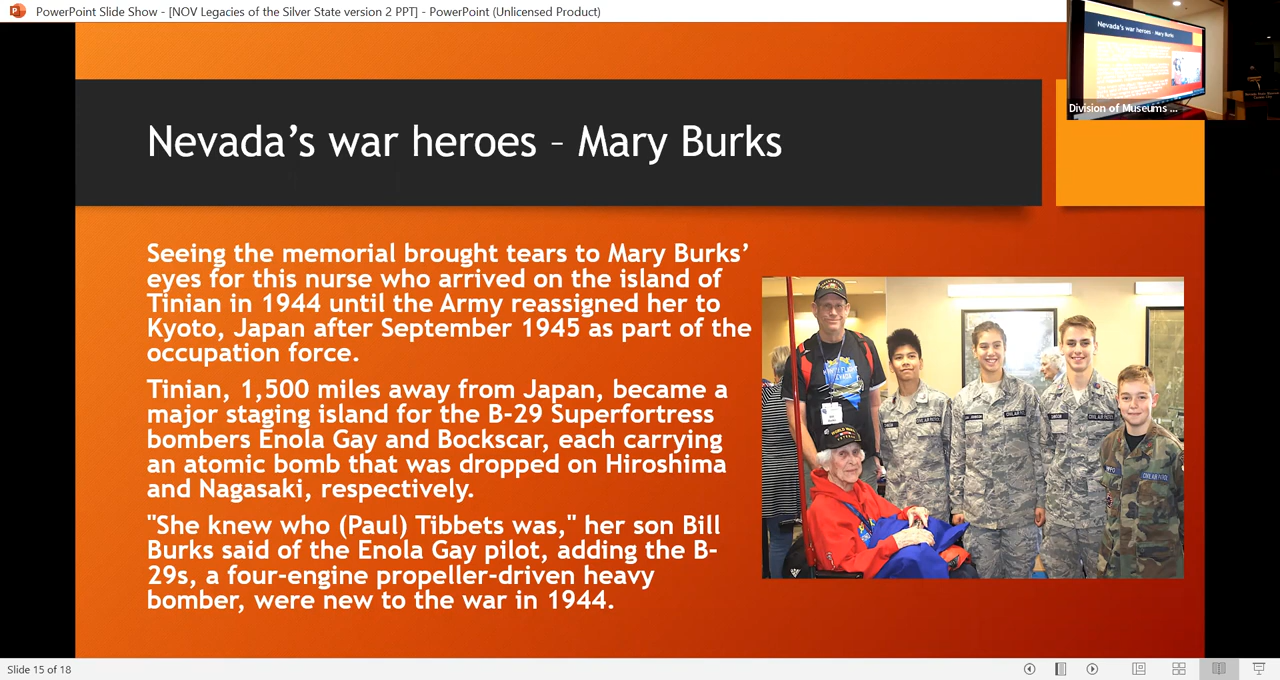 PowerPoint Slide Show - [NOV Legacies of the Silver State version 2 PPT] - PowerPoint (Unlicensed Product)
Nevada's war heroes - Mary Burks
Division of Museums ...
Nevada’s war heroes – Mary Burks
Seeing the memorial brought tears to Mary Burks’
eyes for this nurse who arrived on the island of
Tinian in 1944 until the Army reassigned her to
Kyoto, Japan after September 1945 as part of the
occupation force.
Tinian, 1,500 miles away from Japan, became a
major staging island for the B-29 Superfortress
bombers Enola Gay and Bockscar, each carrying
an atomic bomb that was dropped on Hiroshima
and Nagasaki, respectively.
"She knew who (Paul) Tibbets was," her son Bill
Burks said of the Enola Gay pilot, adding the B-
29s, a four-engine propeller-driven heavy
bomber, were new to the war in 1944.
CIVIL AIR PATROL
Slide 15 of 18